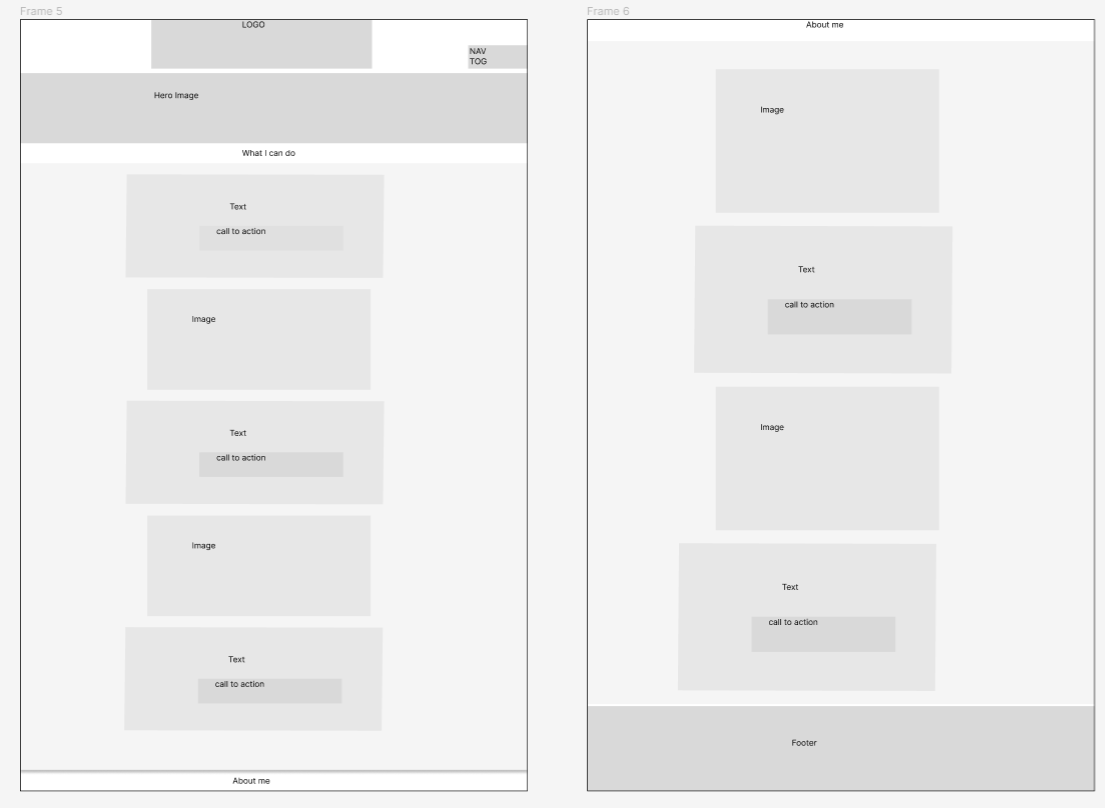 Frame 5
LOGO
NAV
TOG
Hero Image
What I can do
Text
call to action
Image
Text
call to action
Image
Text
call to action
About me
Frame 6
About me
Image
Text
call to action
Image
Text
call to action
Footer